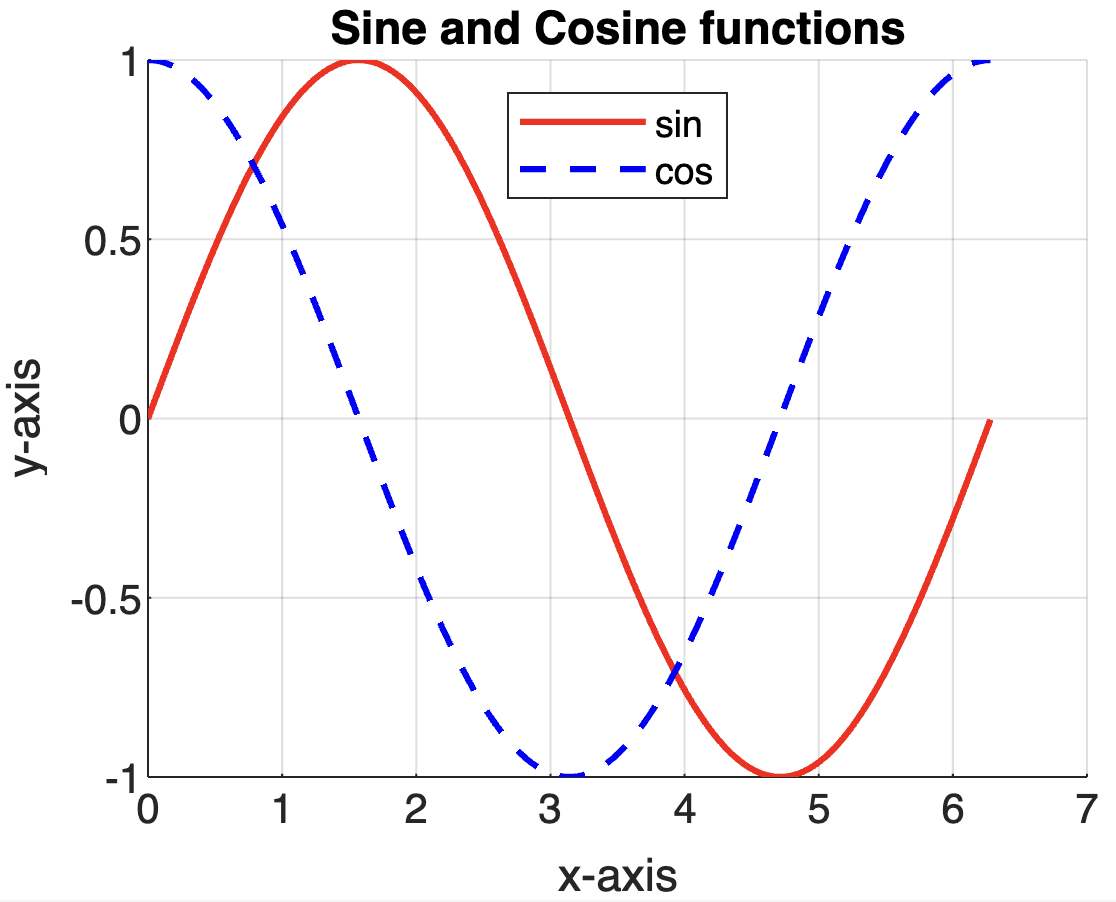 Sine and Cosine functions
1
0.5
0
-0.5
-1
y-axis
sin
cos
0 1 2 3 4 5 6 7
x-axis